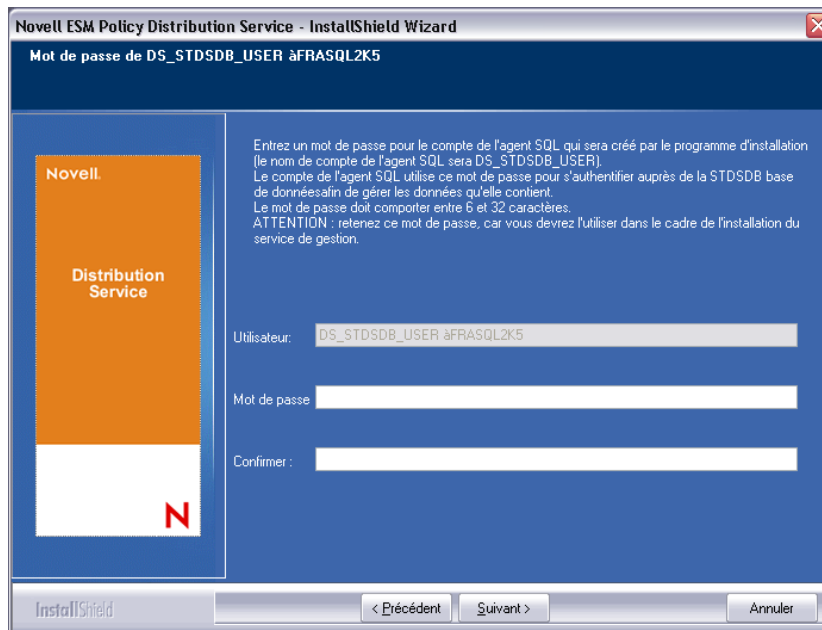 Novell ESM Policy Distribution Service - InstallShield Wizard
Mot de passe de DS_STDSDB_USER àFRASQL2K5
Entrez un mot de passe pour le compte de l'agent SQL qui sera créé par le programme d'installation
(le nom de compte de l'agent SQL sera DS_STDSDB_USER).
Le compte de l'agent SQL utilise ce mot de passe pour s'authentifier auprès de la STDSDB base
de donnéesafin de gérer les données qu'elle contient.
Le mot de passe doit comporter entre 6 et 32 caractères.
ATTENTION : retenez ce mot de passe, car vous devrez l'utiliser dans le cadre de l'installation du
service de gestion.
Novell.
Distribution
Service
N
Utilisateur:
DS_STDSDB_USER àFRASQL2K5
Mot de passe
Confirmer :
InstallShield
< Précédent
Suivant >
Annuler